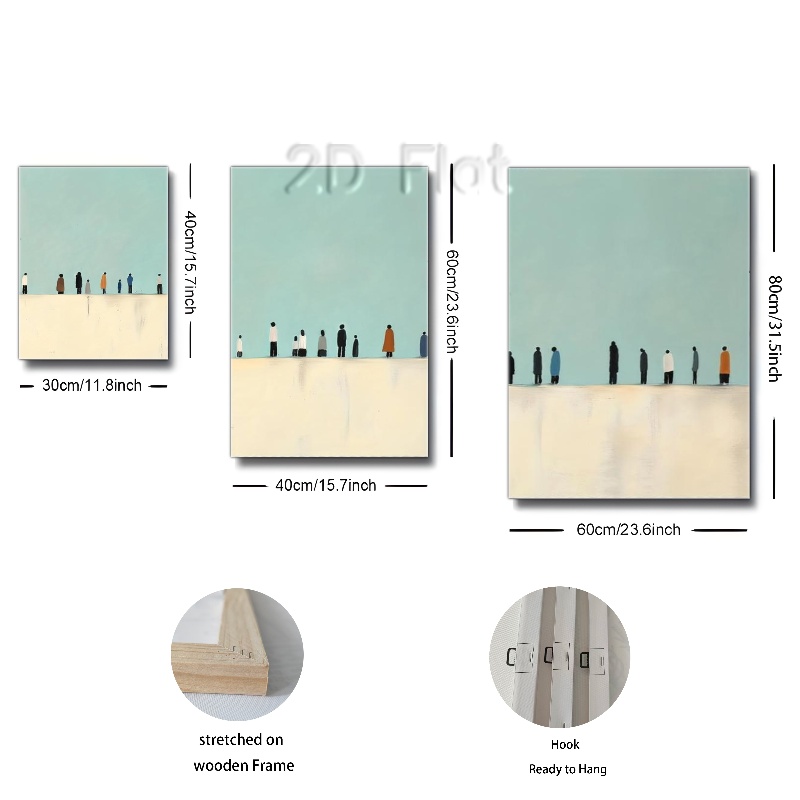 2D Flat
40cm/15.7inch
60cm/23.6inch
80cm/31.5inch
30cm/11.8inch
40cm/15.7inch
60cm/23.6inch
stretched on
wooden Frame
Hook
Ready to Hang